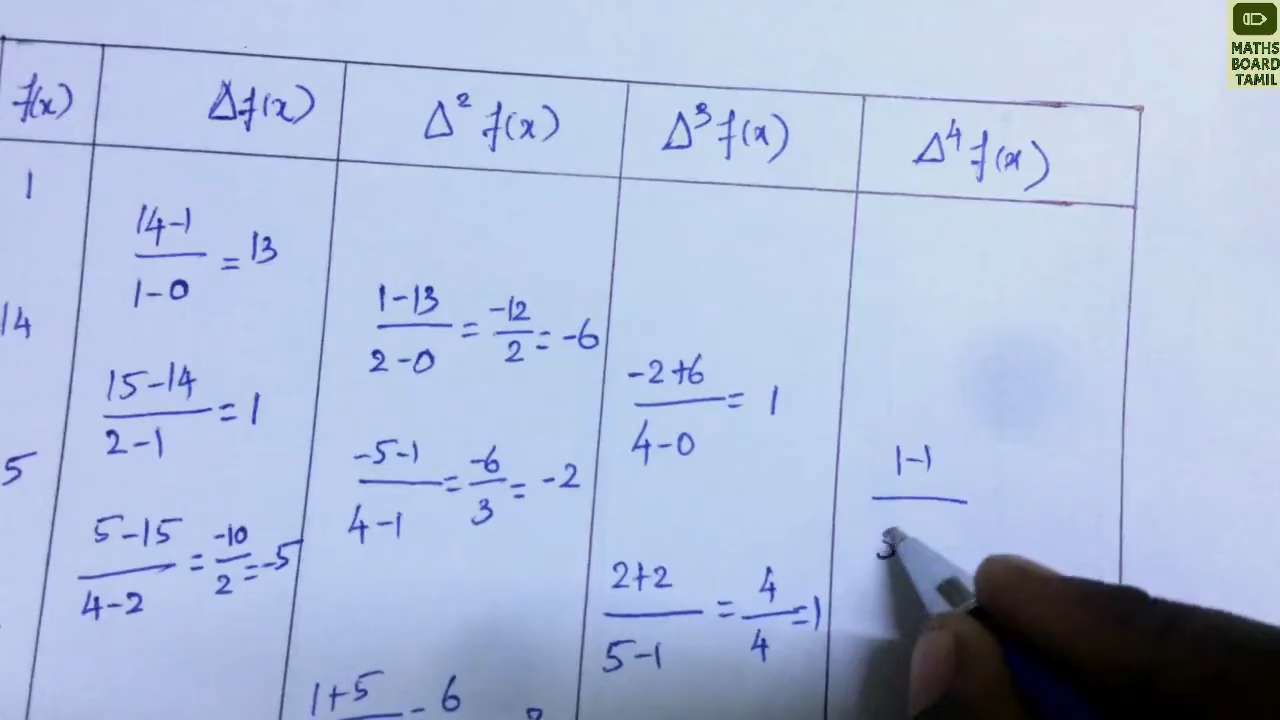 MATHS
BOARD
TAMIL
f(x) Δf(x) Δ² f(x) Δ³ f(x) Δ⁴ f(x)
1
14-1
1-0 = 13
1-13
2-0 = -12/2 = -6
14
15-14
2-1 = 1
-2+6
4-0 = 1
-5-1
4-1 = -6/3 = -2
1-1
5
5
5-15
4-2 = -10/2 = -5
2+2
5-1 = 4/4 = 1
1+5
= 6